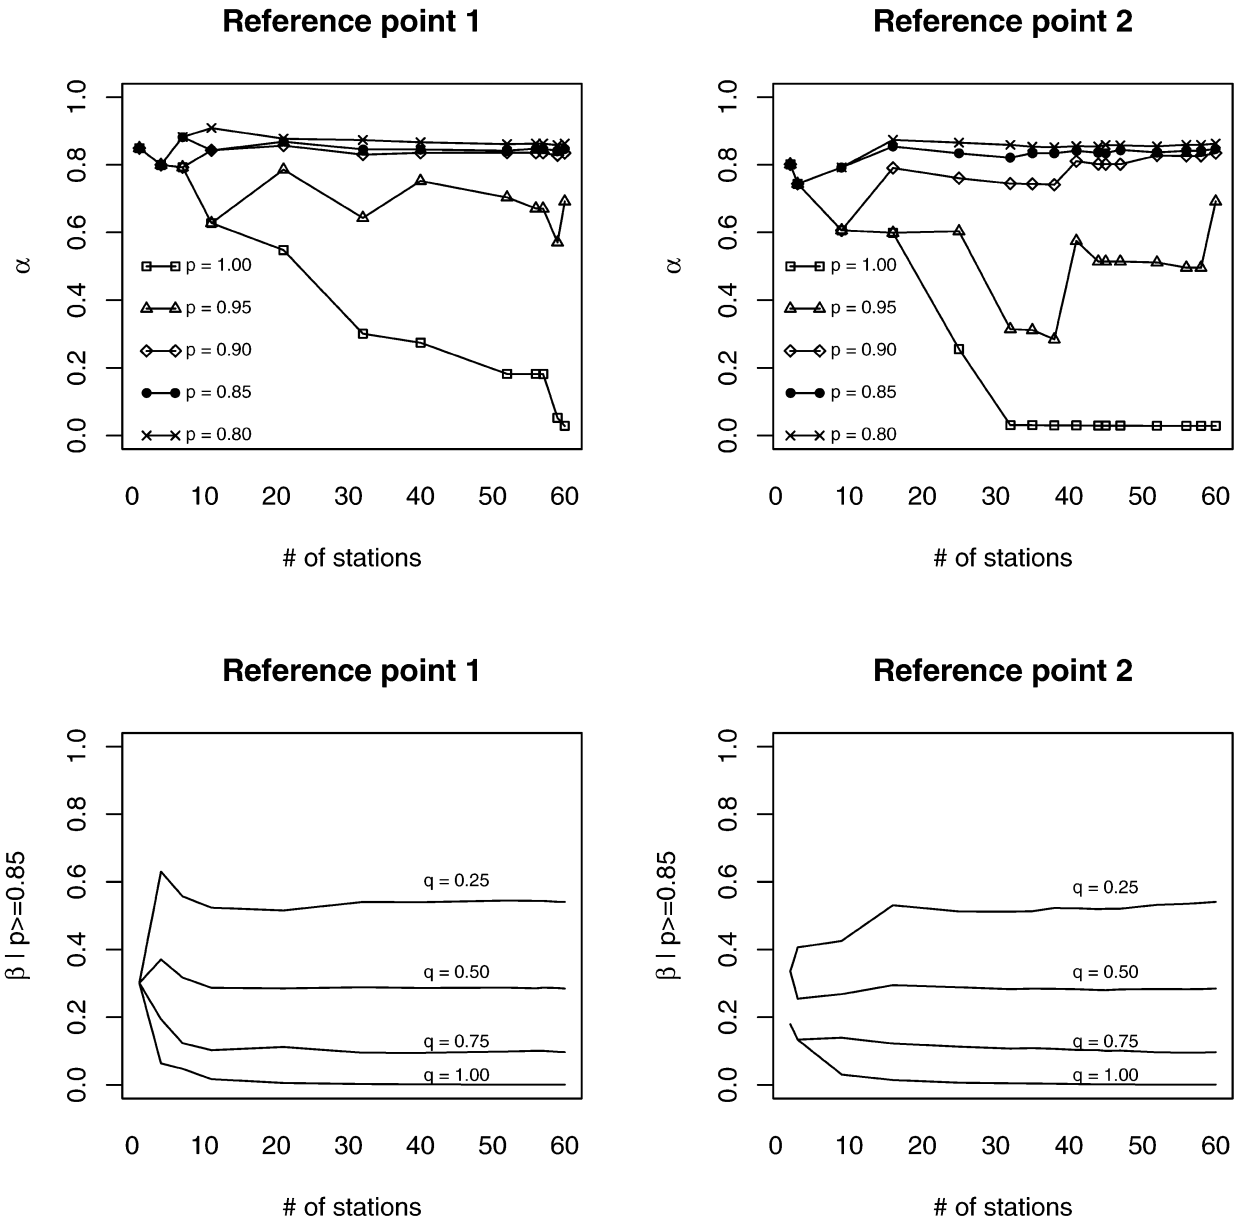 Reference point 1
1.0
0.8
0.6
0.4
0.2
0.0
α
p = 1.00
p = 0.95
p = 0.90
p = 0.85
p = 0.80
0 10 20 30 40 50 60
# of stations
Reference point 2
1.0
0.8
0.6
0.4
0.2
0.0
α
p = 1.00
p = 0.95
p = 0.90
p = 0.85
p = 0.80
0 10 20 30 40 50 60
# of stations
Reference point 1
1.0
0.8
0.6
0.4
0.2
0.0
β | p>=0.85
q = 0.25
q = 0.50
q = 0.75
q = 1.00
0 10 20 30 40 50 60
# of stations
Reference point 2
1.0
0.8
0.6
0.4
0.2
0.0
β | p>=0.85
q = 0.25
q = 0.50
q = 0.75
q = 1.00
0 10 20 30 40 50 60
# of stations